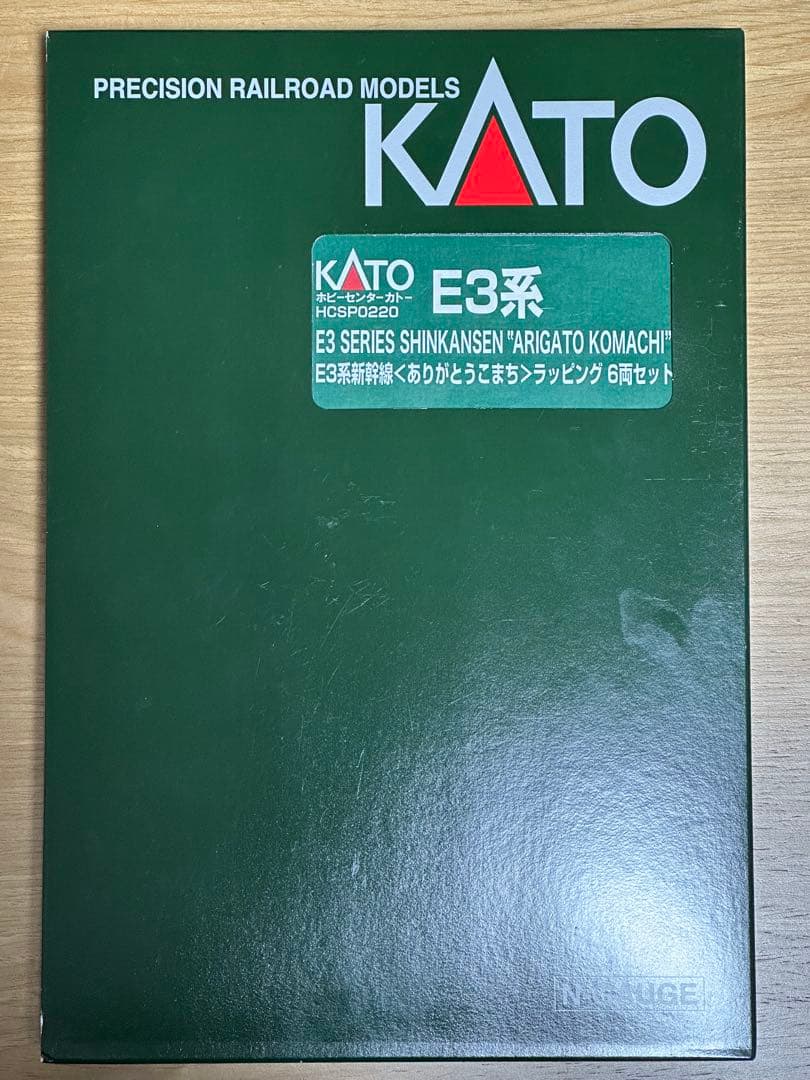 PRECISION RAILROAD MODELS
KATO
KATO
ホビーセンターカトー
HCSP0220
E3系
E3 SERIES SHINKANSEN "ARIGATO KOMACHI"
E3系新幹線<ありがとうこまち>ラッピング 6両セット
N GAUGE